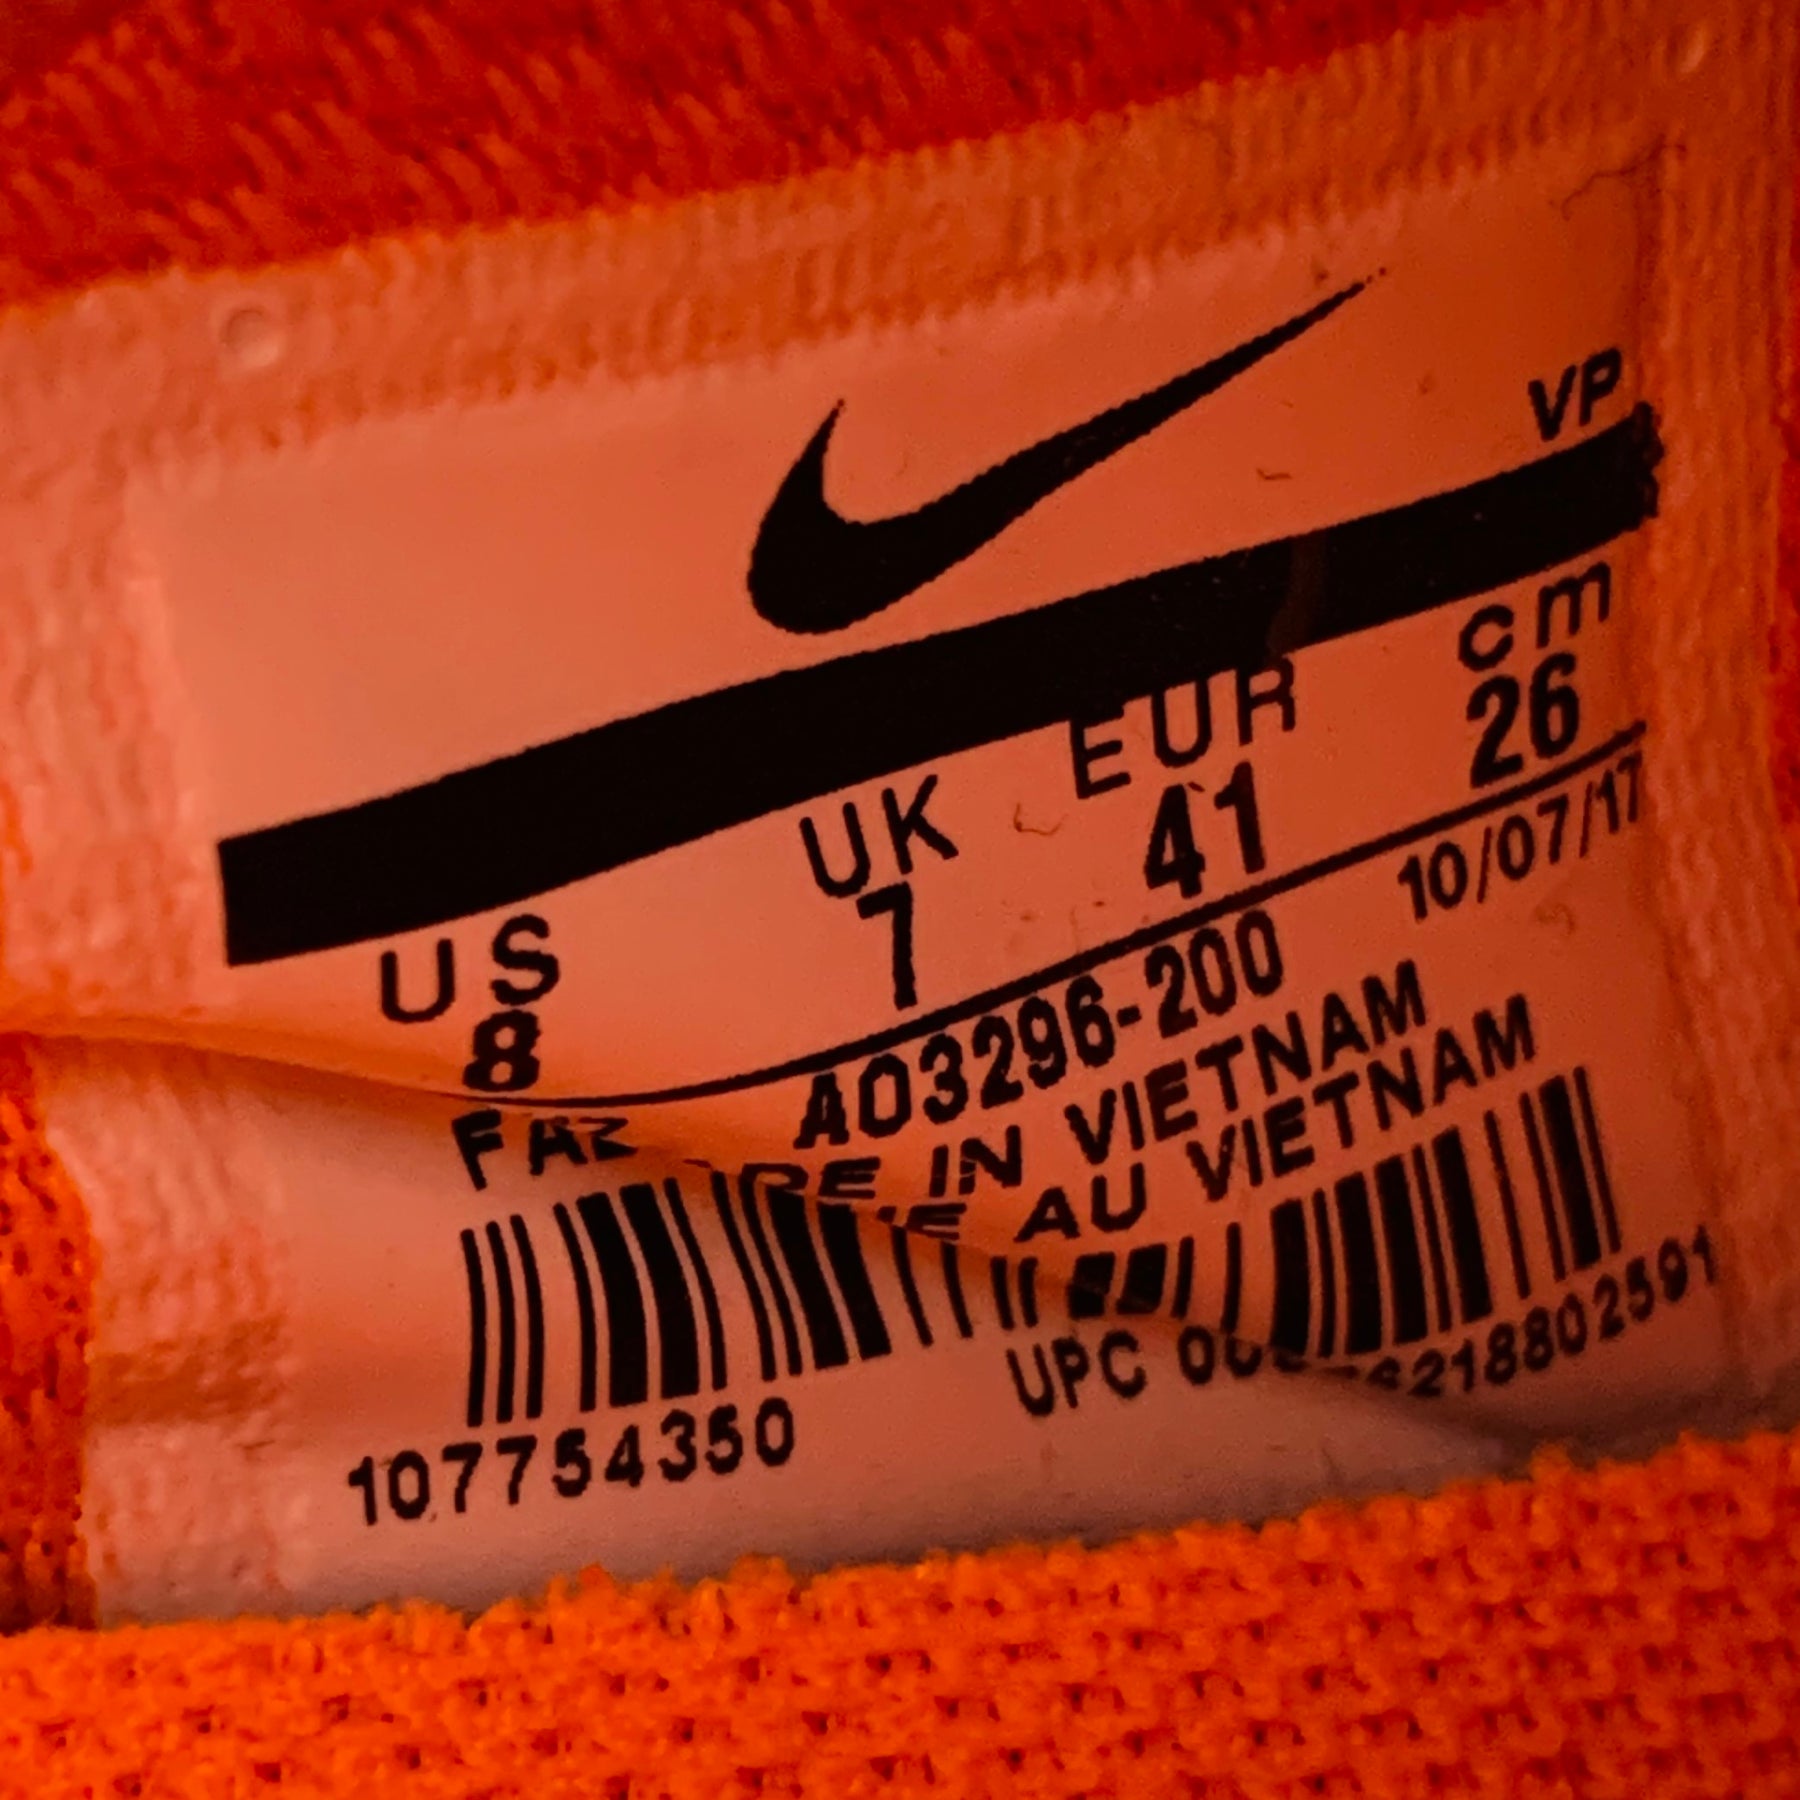 VP
US UK EUR cm
8 7 41 26
AO3296-200 10/07/17
IN VIETNAM
AU VIETNAM
107754350 UPC